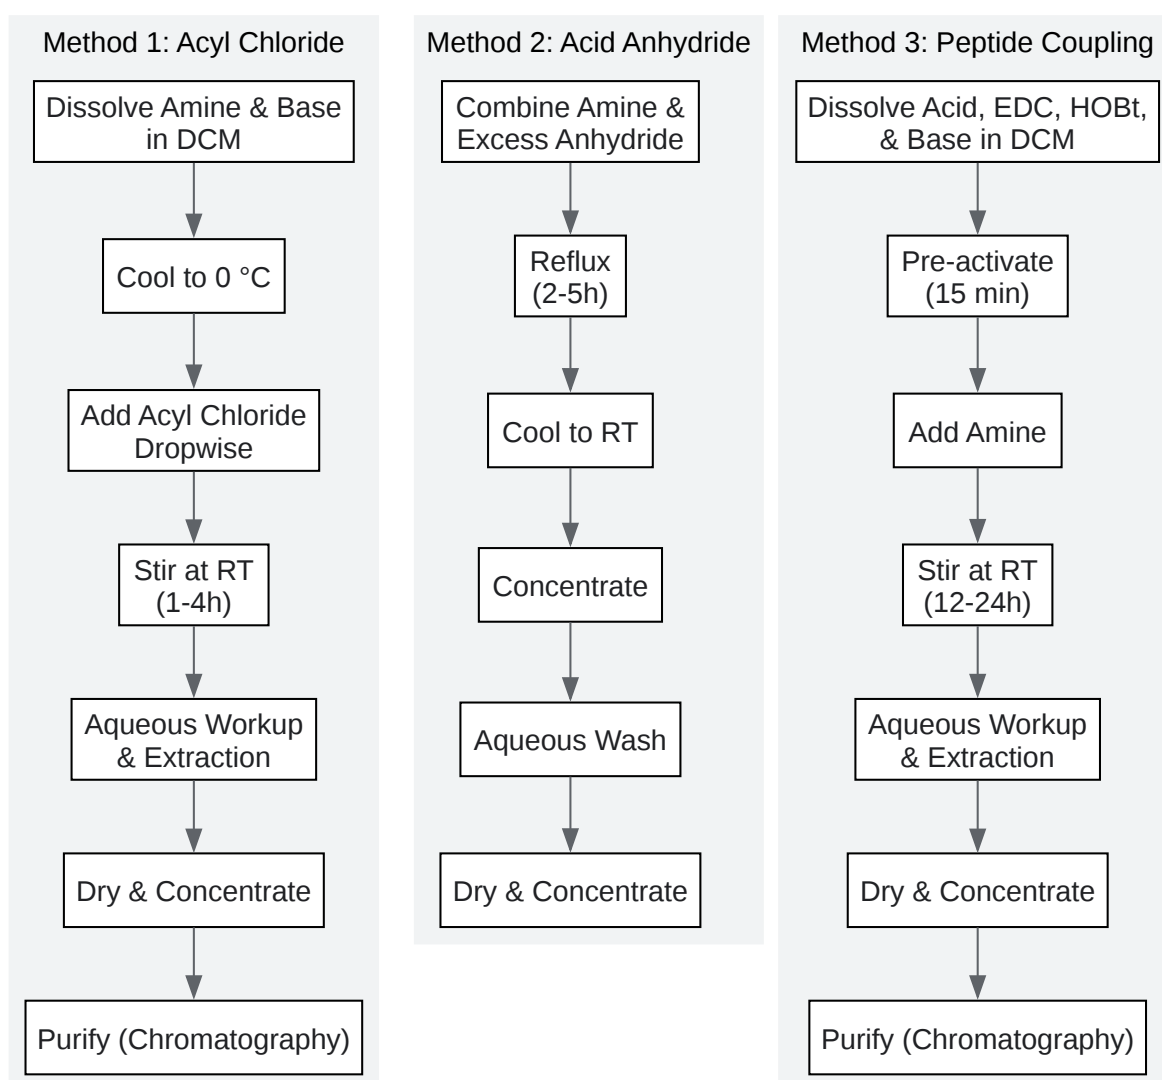 Method 1: Acyl Chloride
Dissolve Amine & Base
in DCM
Cool to 0 °C
Add Acyl Chloride
Dropwise
Stir at RT
(1-4h)
Aqueous Workup
& Extraction
Dry & Concentrate
Purify (Chromatography)
Method 2: Acid Anhydride
Combine Amine &
Excess Anhydride
Reflux
(2-5h)
Cool to RT
Concentrate
Aqueous Wash
Dry & Concentrate
Method 3: Peptide Coupling
Dissolve Acid, EDC, HOBt,
& Base in DCM
Pre-activate
(15 min)
Add Amine
Stir at RT
(12-24h)
Aqueous Workup
& Extraction
Dry & Concentrate
Purify (Chromatography)